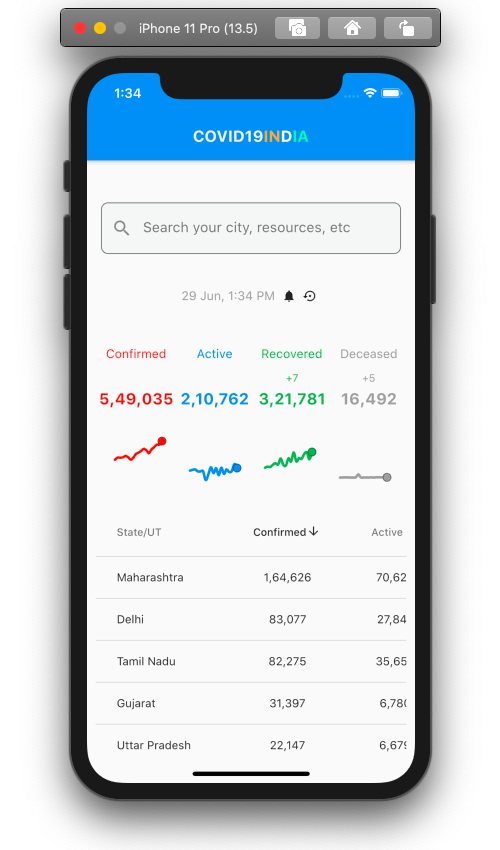 iPhone 11 Pro (13.5)
1:34
COVID19INDIA
Search your city, resources, etc
29 Jun, 1:34 PM
Confirmed Active Recovered Deceased
+7 +5
5,49,035 2,10,762 3,21,781 16,492
State/UT Confirmed Active
Maharashtra 1,64,626 70,62
Delhi 83,077 27,84
Tamil Nadu 82,275 35,65
Gujarat 31,397 6,780
Uttar Pradesh 22,147 6,679